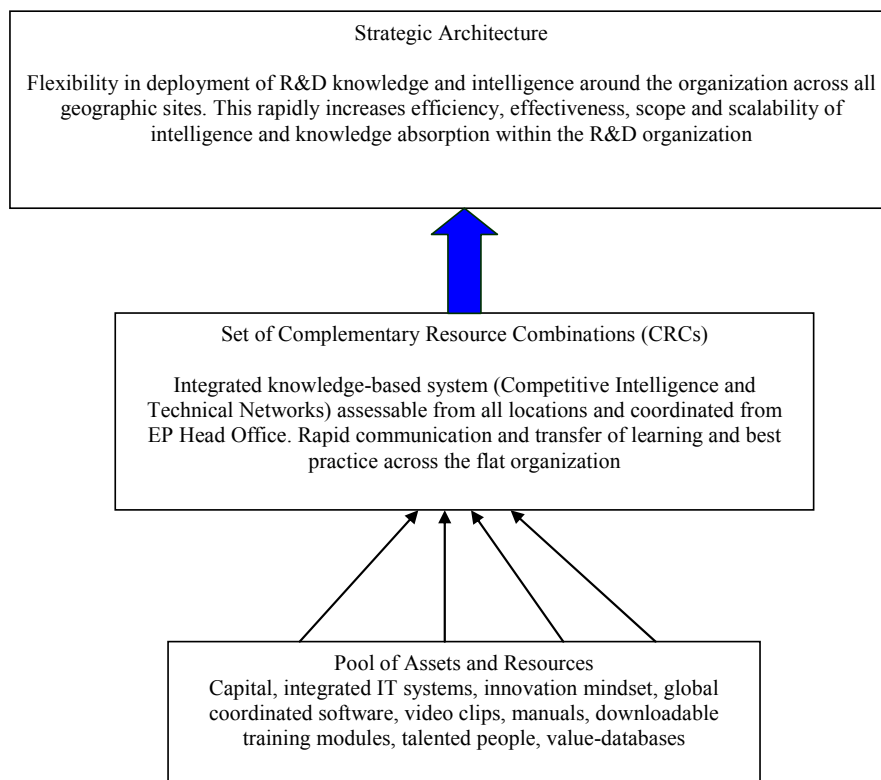 Strategic Architecture
Flexibility in deployment of R&D knowledge and intelligence around the organization across all
geographic sites. This rapidly increases efficiency, effectiveness, scope and scalability of
intelligence and knowledge absorption within the R&D organization
Set of Complementary Resource Combinations (CRCs)
Integrated knowledge-based system (Competitive Intelligence and
Technical Networks) assessable from all locations and coordinated from
EP Head Office. Rapid communication and transfer of learning and best
practice across the flat organization
Pool of Assets and Resources
Capital, integrated IT systems, innovation mindset, global
coordinated software, video clips, manuals, downloadable
training modules, talented people, value-databases